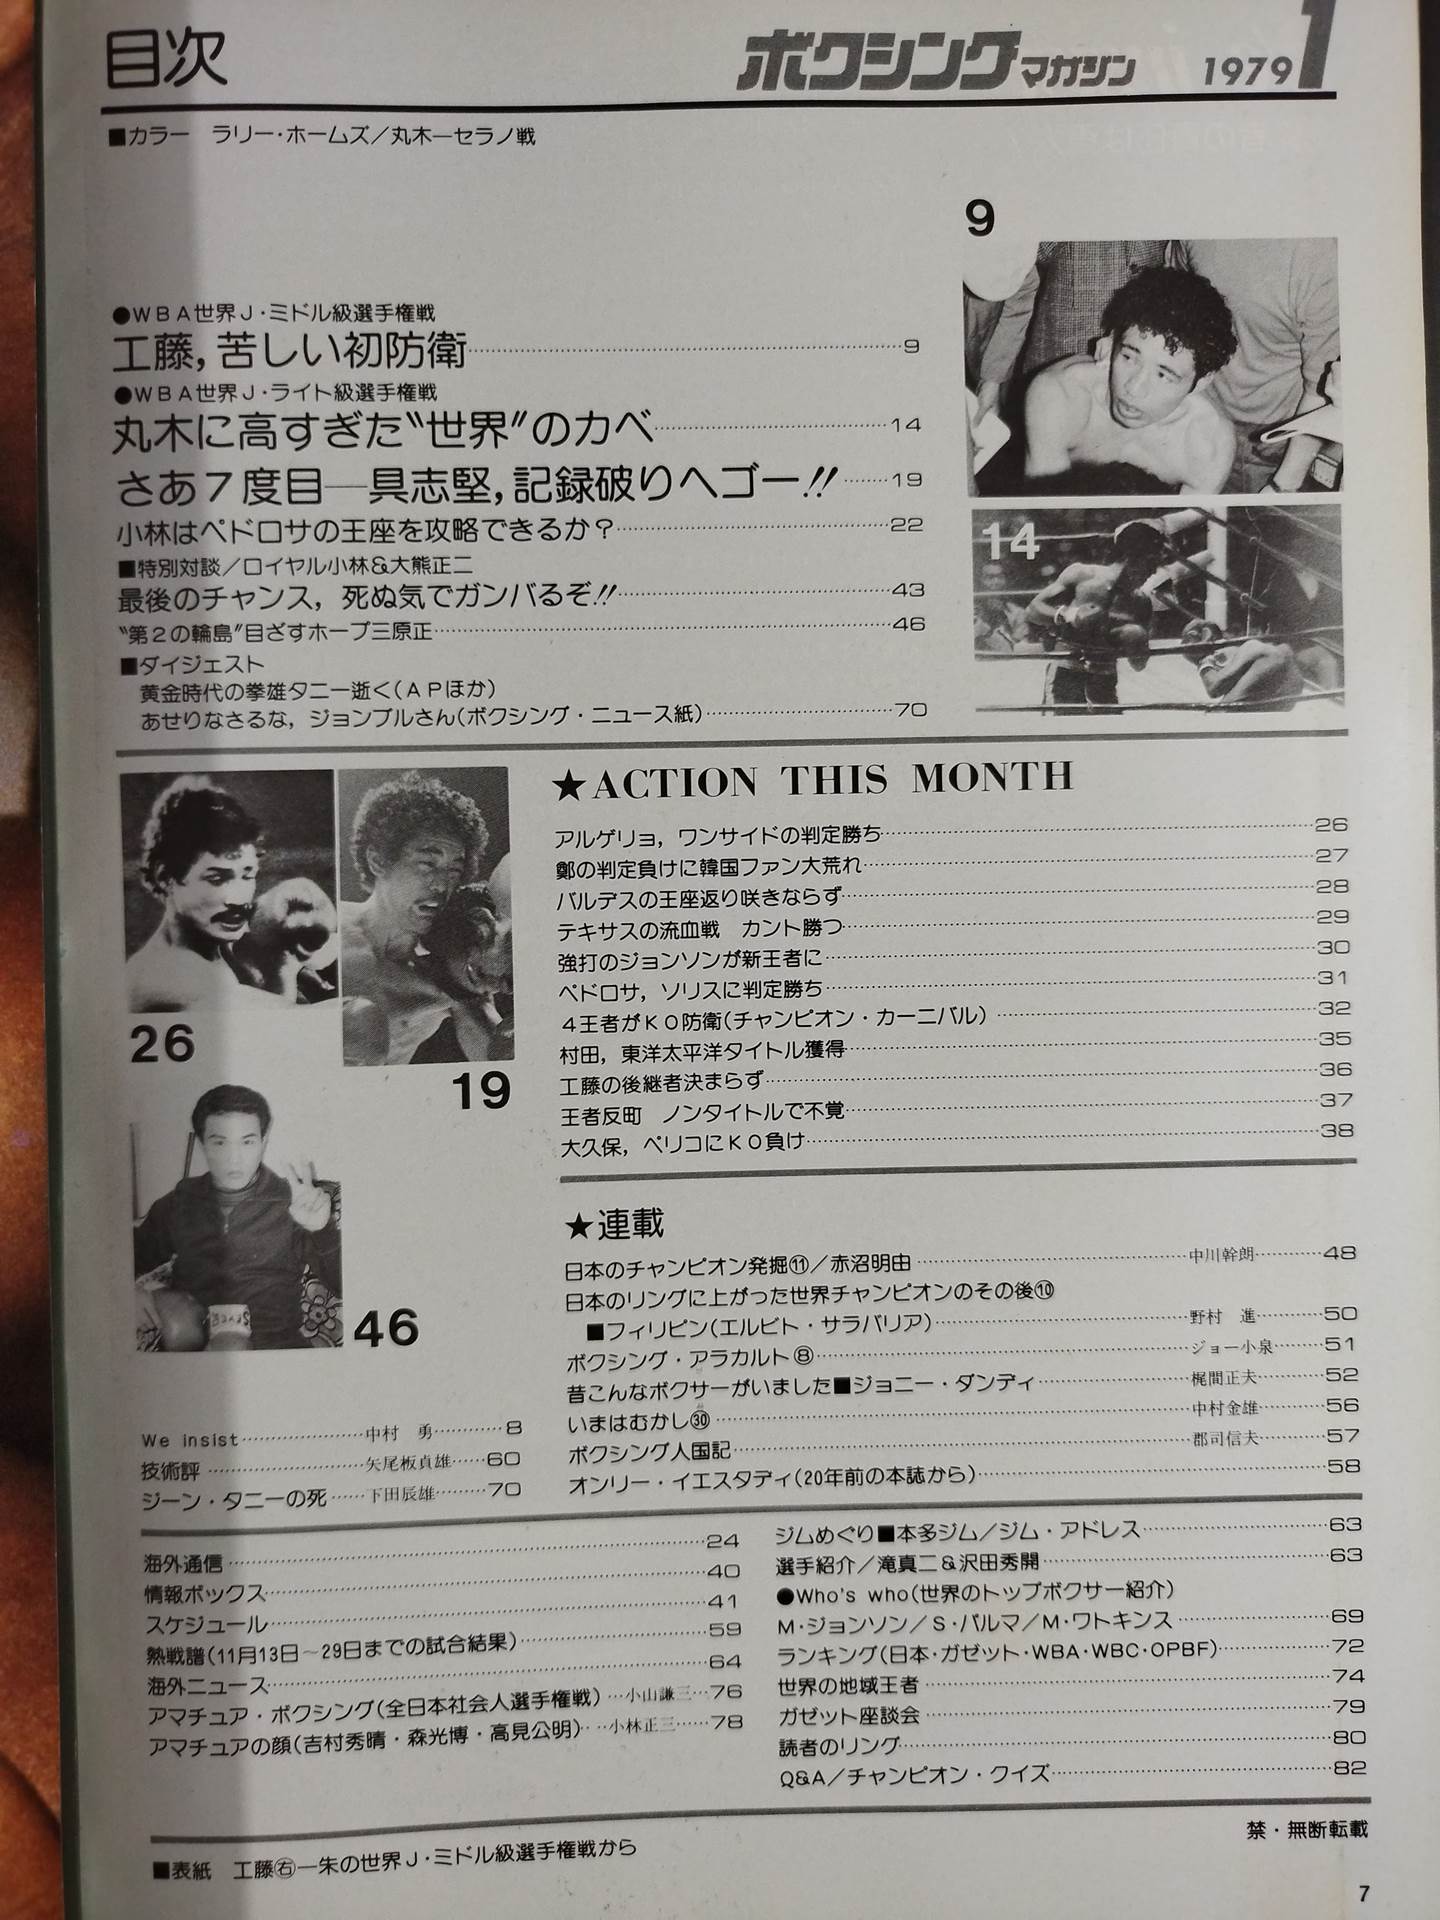 目次
ボクシングマガジン 1979 1
■カラー ラリー・ホームズ／丸木―セラノ戦
9
●WBA世界J・ミドル級選手権戦
工藤，苦しい初防衛……9
●WBA世界J・ライト級選手権戦
丸木に高すぎた〝世界〟のカベ……14
さあ7度目―具志堅，記録破りへゴー!!……19
小林はペドロサの王座を攻略できるか？……22
■特別対談／ロイヤル小林&大熊正二
最後のチャンス，死ぬ気でガンバるぞ!!……43
〝第2の輪島〟目ざすホープ三原正……46
■ダイジェスト
黄金時代の拳雄タニー逝く(APほか)
あせりなさるな，ジョンブルさん(ボクシング・ニュース紙)……70
14
26
19
46
★ACTION THIS MONTH
アルゲリョ，ワンサイドの判定勝ち……26
鄭の判定負けに韓国ファン大荒れ……27
バルデスの王座返り咲きならず……28
テキサスの流血戦 カント勝つ……29
強打のジョンソンが新王者に……30
ペドロサ，ソリスに判定勝ち……31
4王者がKO防衛(チャンピオン・カーニバル)……32
村田，東洋太平洋タイトル獲得……35
工藤の後継者決まらず……36
王者反町 ノンタイトルで不覚……37
大久保，ペリコにKO負け……38
★連載
日本のチャンピオン発掘⑪／赤沼明由……中川幹朗……48
日本のリングに上がった世界チャンピオンのその後⑩
■フィリピン(エルビト・サラバリア)……野村 進……50
ボクシング・アラカルト⑧……ジョー小泉……51
昔こんなボクサーがいました■ジョニー・ダンディ……梶間正夫……52
いまはむかし㉚……中村金雄……56
ボクシング人国記……郡司信夫……57
オンリー・イエスタディ(20年前の本誌から)……58
We insist……中村 勇……8
技術評……矢尾板貞雄……60
ジーン・タニーの死……下田辰雄……70
海外通信……24
情報ボックス……40
スケジュール……41
熱戦譜(11月13日～29日までの試合結果)……59
海外ニュース……64
アマチュア・ボクシング(全日本社会人選手権戦)…小山謙三…76
アマチュアの顔(吉村秀晴・森光博・高見公明)…小林正三……78
ジムめぐり■本多ジム／ジム・アドレス……63
選手紹介／滝真二&沢田秀開……63
●Who's who(世界のトップボクサー紹介)
M・ジョンソン／S・パルマ／M・ワトキンス……69
ランキング(日本・ガゼット・WBA・WBC・OPBF)……72
世界の地域王者……74
ガゼット座談会……79
読者のリング……80
Q&A／チャンピオン・クイズ……82
禁・無断転載
■表紙 工藤㊨―朱の世界J・ミドル級選手権戦から
7